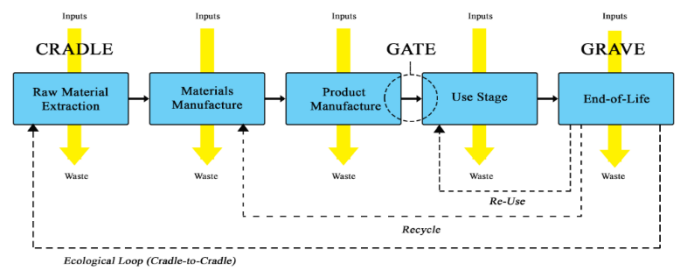 Inputs
Inputs
Inputs
Inputs
Inputs
CRADLE
GATE
GRAVE
Raw Material
Extraction
Materials
Manufacture
Product
Manufacture
Use Stage
End-of-Life
Waste
Waste
Waste
Waste
Waste
Re-Use
Recycle
Ecological Loop (Cradle-to-Cradle)